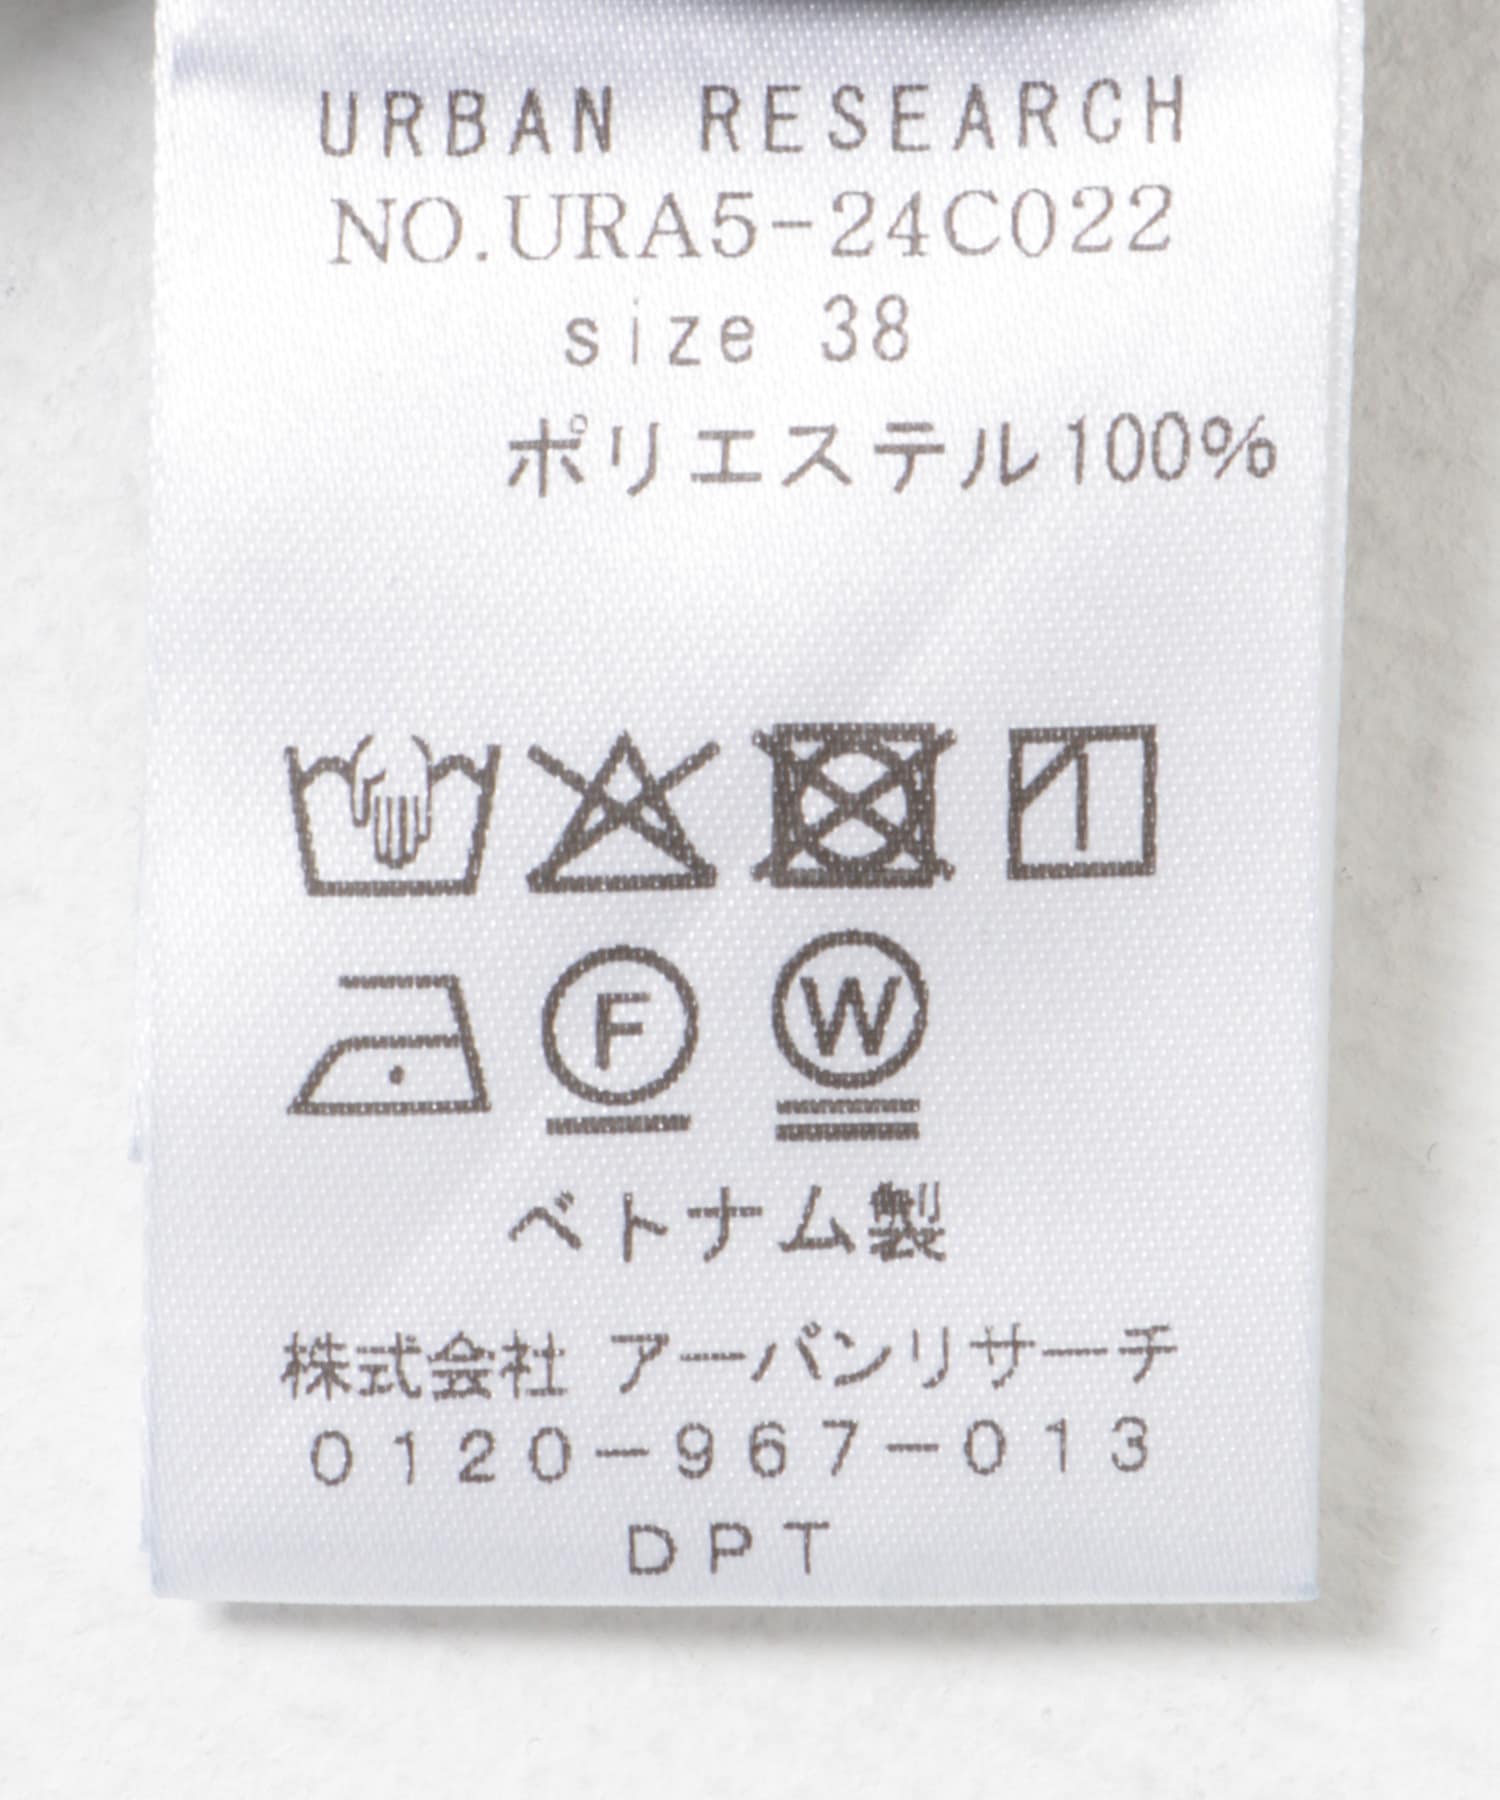 URBAN RESEARCH
NO.URA5-24C022
size 38
ポリエステル100%
F W
ベトナム製
株式会社 アーバンリサーチ
0120-967-013
DPT